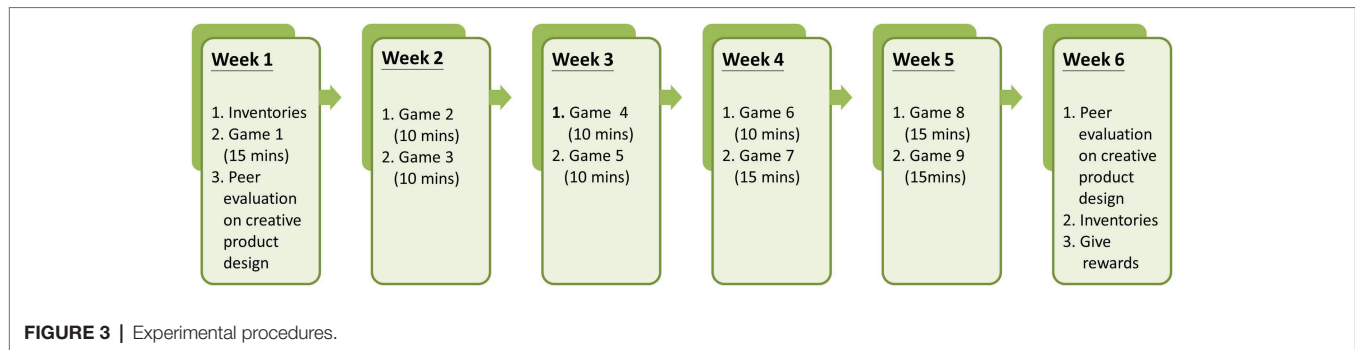 Week 1
1. Inventories
2. Game 1
(15 mins)
3. Peer
evaluation
on creative
product
design
Week 2
1. Game 2
(10 mins)
2. Game 3
(10 mins)
Week 3
1. Game 4
(10 mins)
2. Game 5
(10 mins)
Week 4
1. Game 6
(10 mins)
2. Game 7
(15 mins)
Week 5
1. Game 8
(15 mins)
2. Game 9
(15mins)
Week 6
1. Peer
evaluation
on creative
product
design
2. Inventories
3. Give
rewards
FIGURE 3 | Experimental procedures.